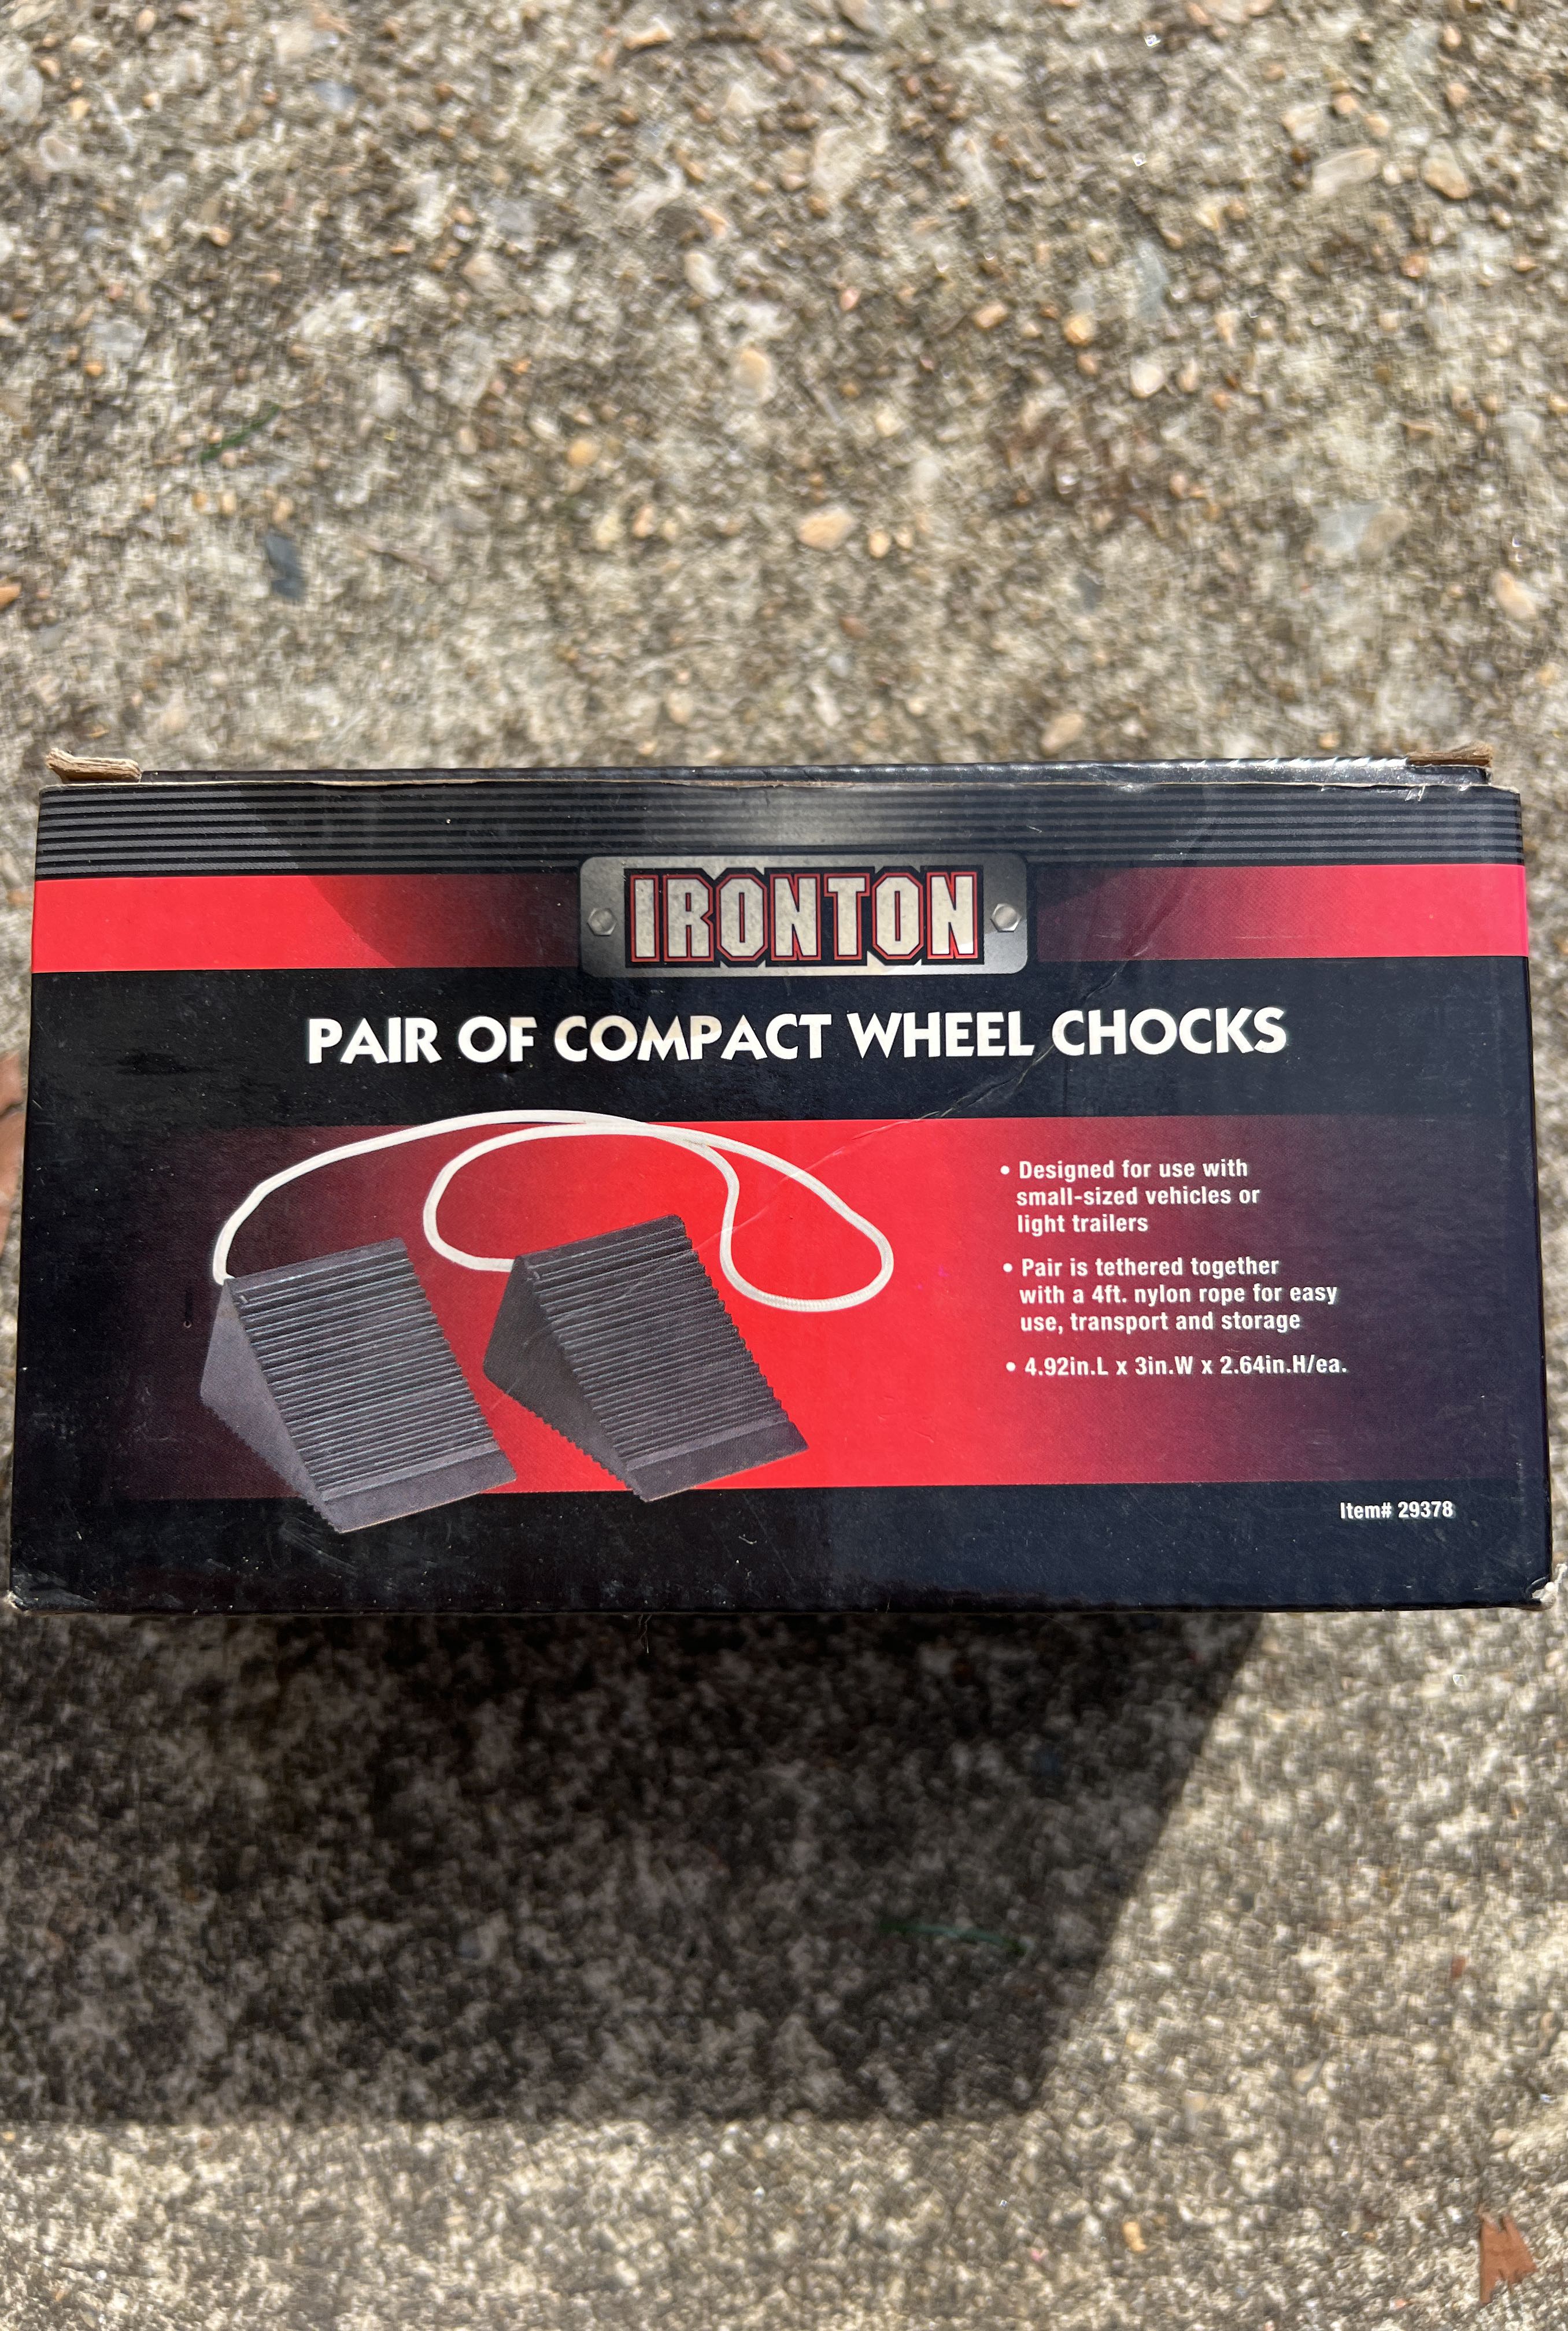 IRONTON
PAIR OF COMPACT WHEEL CHOCKS
• Designed for use with
small-sized vehicles or
light trailers
• Pair is tethered together
with a 4ft. nylon rope for easy
use, transport and storage
• 4.92in.L x 3in.W x 2.64in.H/ea.
Item# 29378